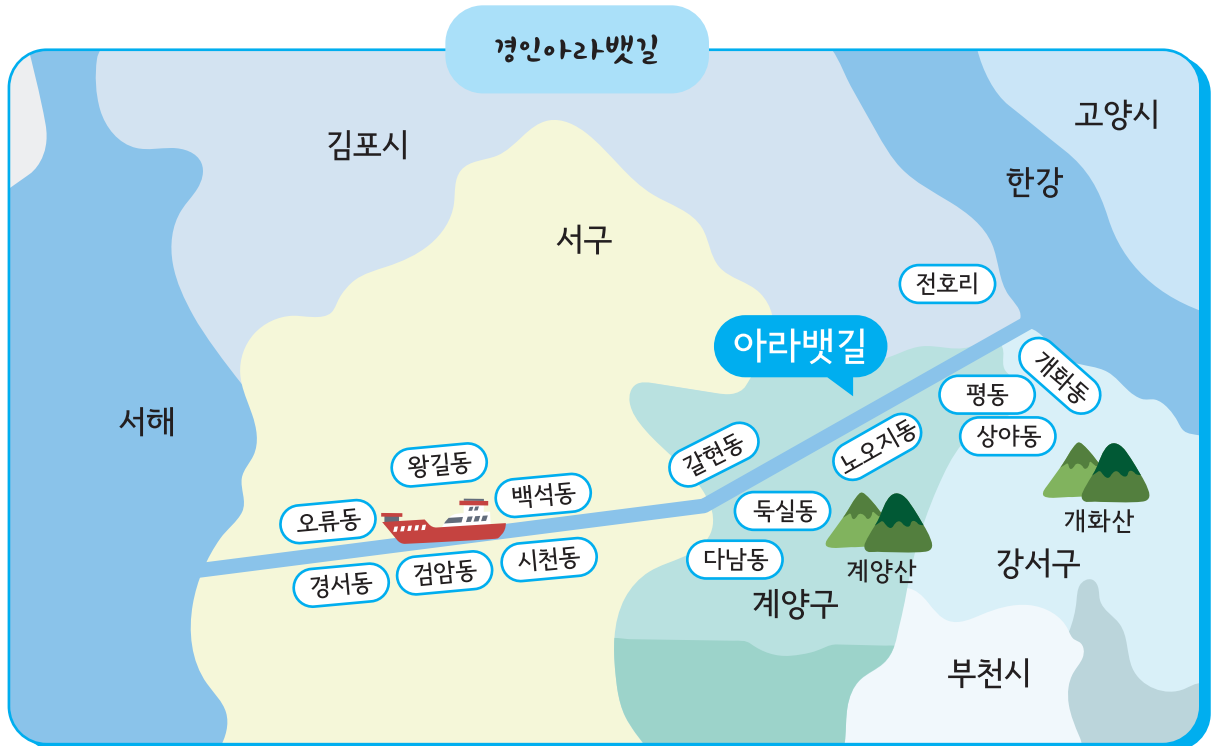 경인아라뱃길
고양시
김포시
한강
서구
전호리
아라뱃길
개화동
평동
서해
상야동
노오지동
갈현동
왕길동
백석동
둑실동
오류동
개화산
시천동
다남동
강서구
검암동
계양산
경서동
계양구
부천시